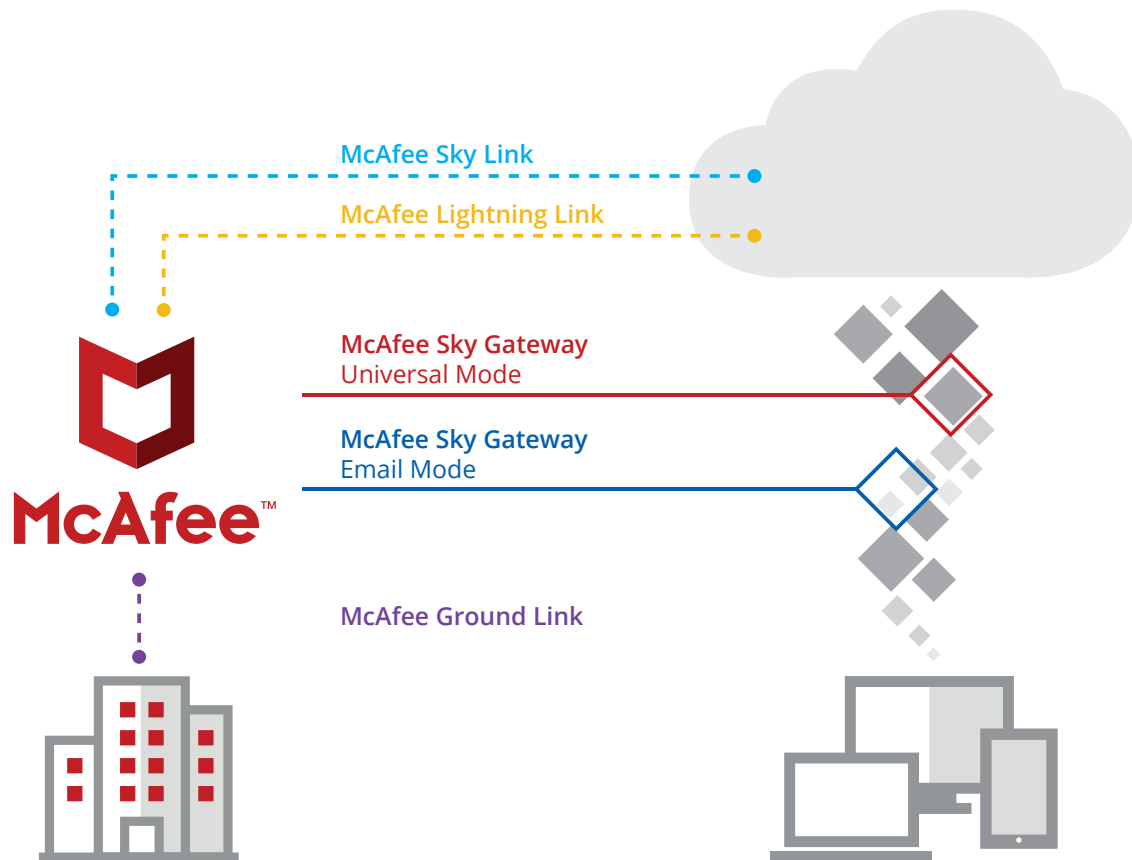 McAfee Sky Link
McAfee Lightning Link
McAfee Sky Gateway
Universal Mode
McAfee Sky Gateway
Email Mode
McAfee™
McAfee Ground Link